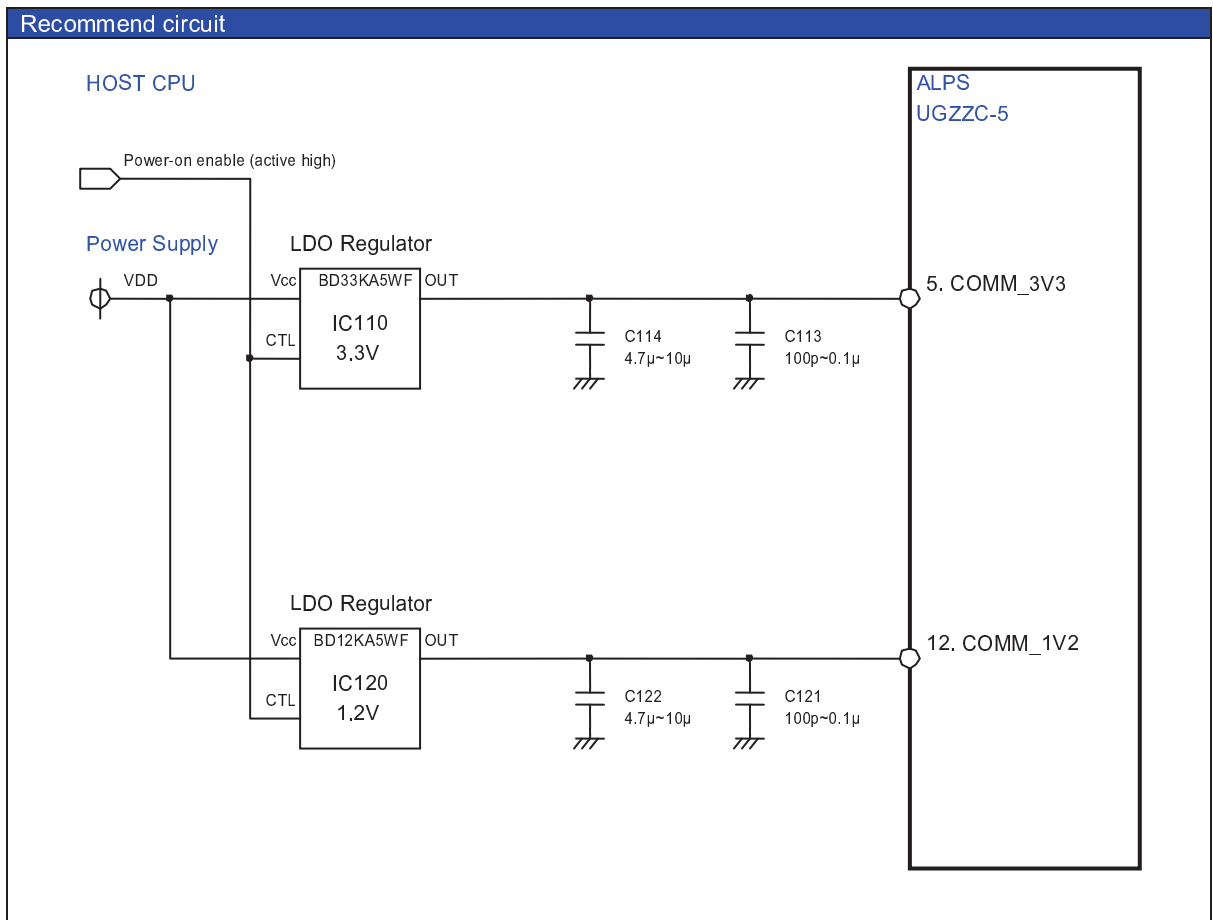 Recommend circuit
HOST CPU
ALPS
UGZZC-5
Power-on enable (active high)
Power Supply
VDD
LDO Regulator
Vcc
BD33KA5WF
OUT
IC110
3.3V
CTL
C114
4.7μ~10μ
C113
100p~0.1μ
5. COMM_3V3
LDO Regulator
Vcc
BD12KA5WF
OUT
IC120
1.2V
CTL
C122
4.7μ~10μ
C121
100p~0.1μ
12. COMM_1V2